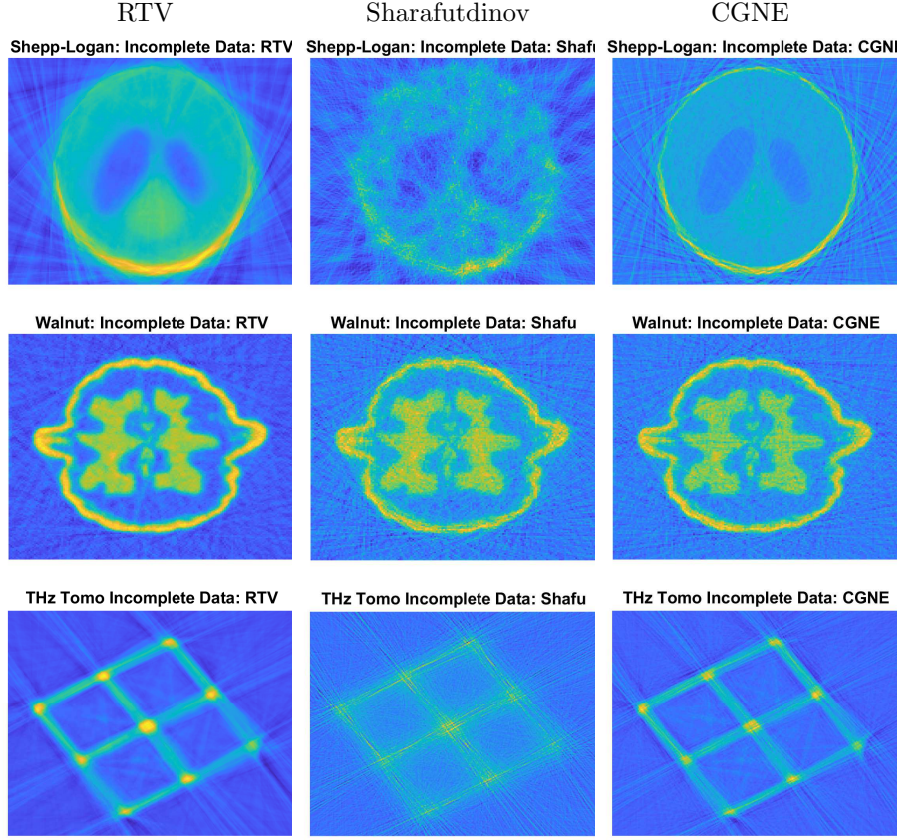 RTV Sharafutdinov CGNE
Shepp-Logan: Incomplete Data: RTV Shepp-Logan: Incomplete Data: Shafu Shepp-Logan: Incomplete Data: CGNE
Walnut: Incomplete Data: RTV Walnut: Incomplete Data: Shafu Walnut: Incomplete Data: CGNE
THz Tomo Incomplete Data: RTV THz Tomo Incomplete Data: Shafu THz Tomo Incomplete Data: CGNE